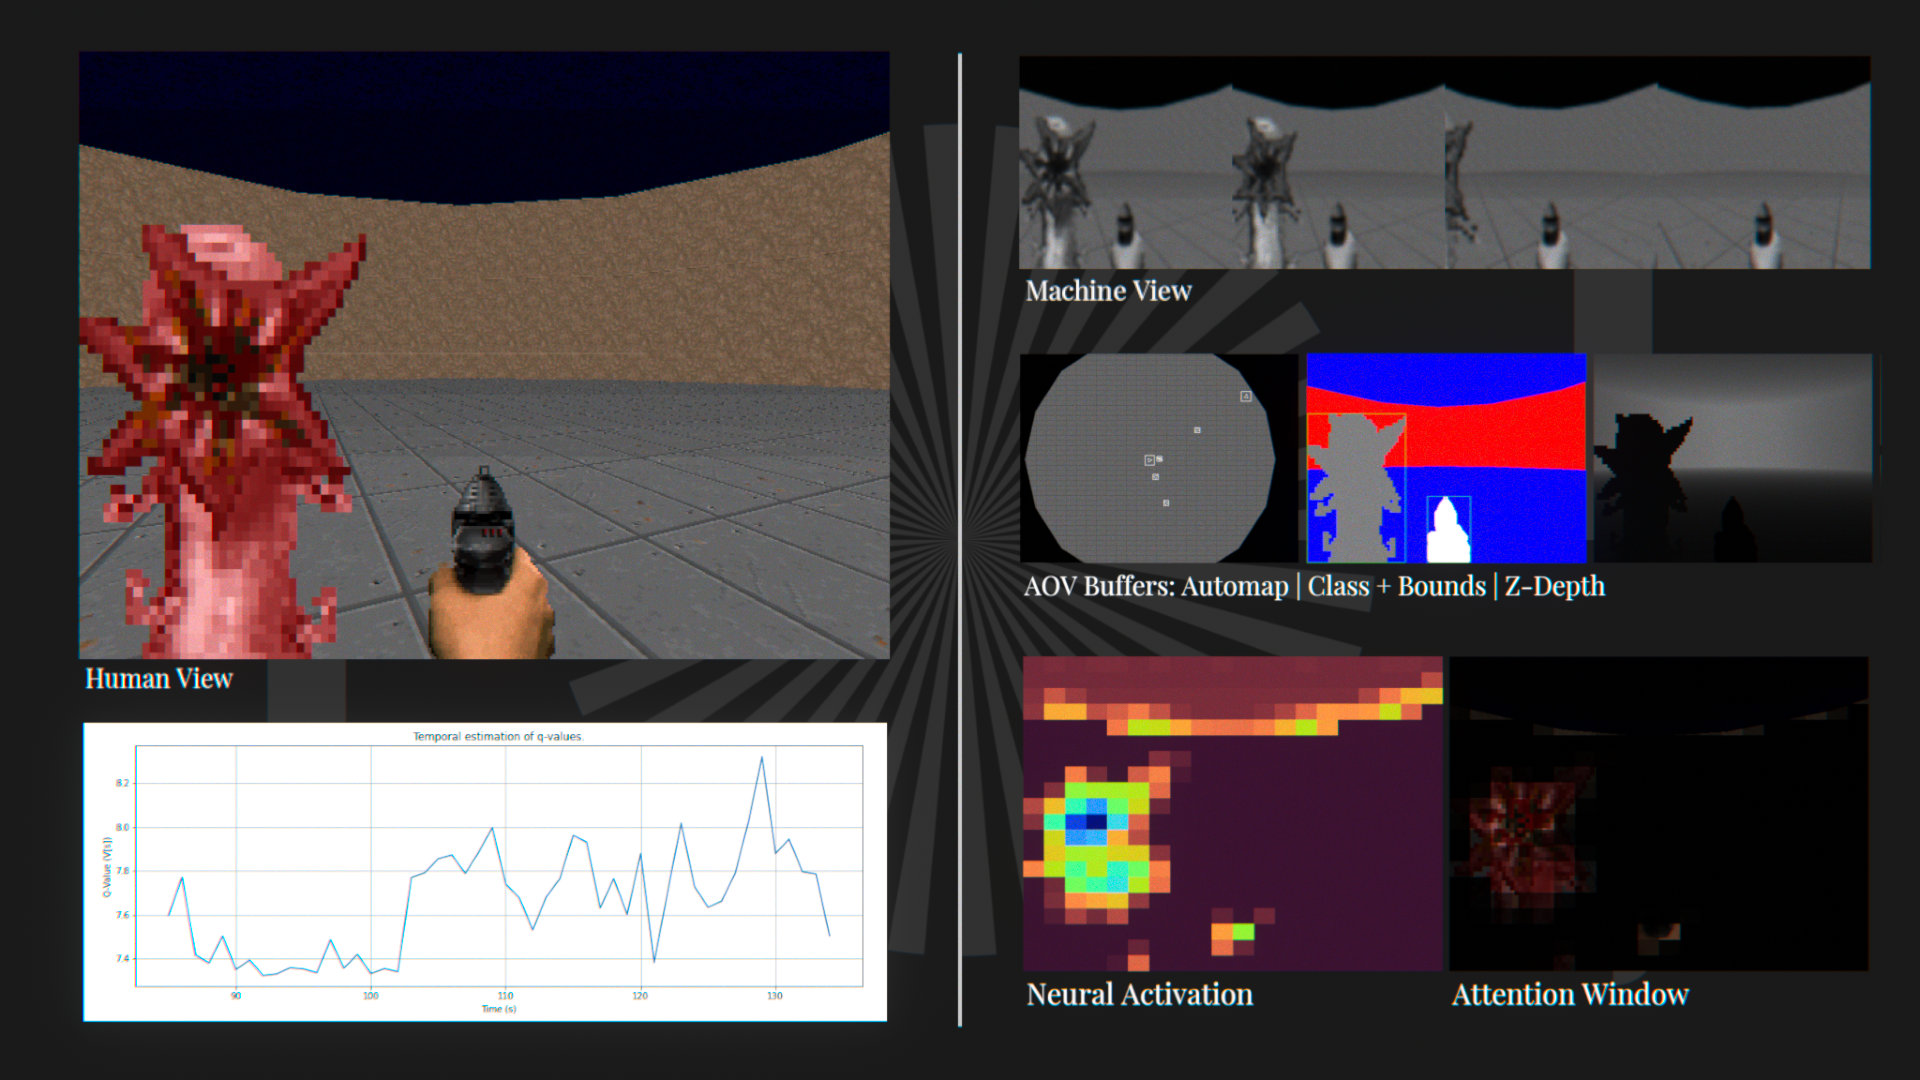 Human View
Temporal estimation of q-values.
Q-Value (V[s])
8.2
8.0
7.8
7.6
7.4
90
100
110
120
130
Time (s)
Machine View
AOV Buffers: Automap | Class + Bounds | Z-Depth
Neural Activation
Attention Window